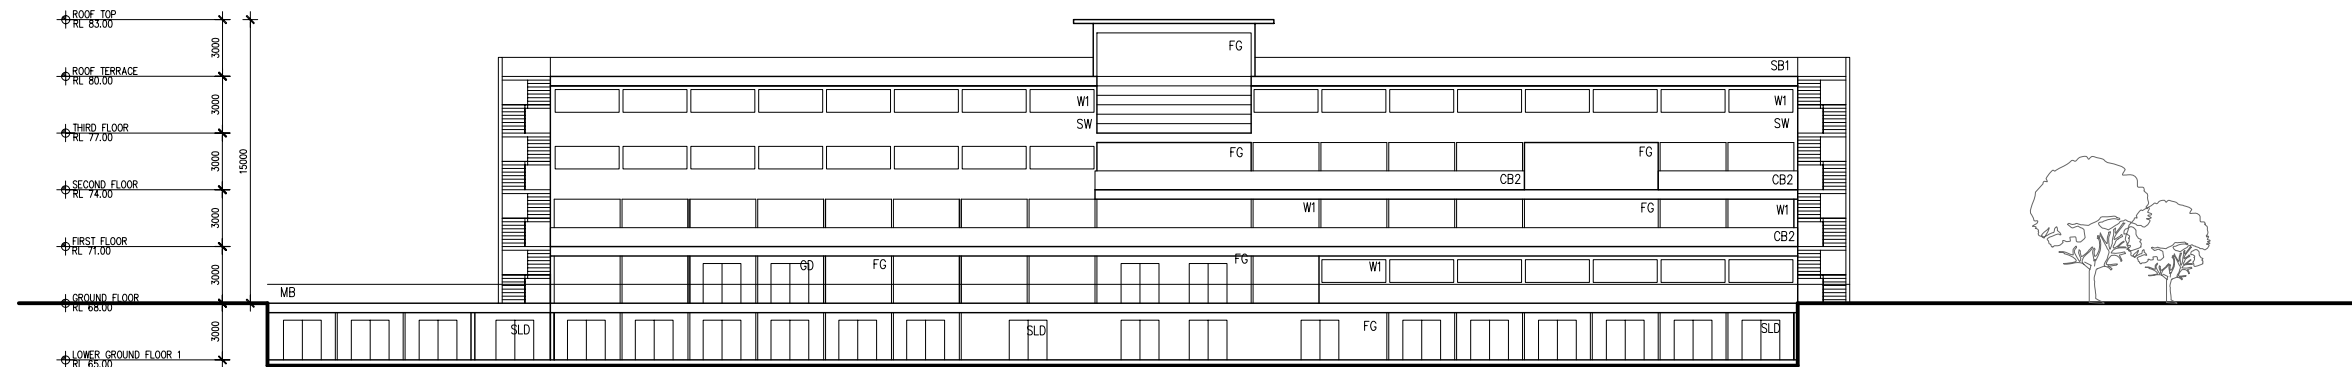 ROOF TOP
RL 83.00
3000
FG
ROOF TERRACE
RL 80.00
SB1
3000
W1
W1
THIRD FLOOR
RL 77.00
SW
SW
15000
3000
FG
FG
SECOND FLOOR
RL 74.00
CB2
CB2
3000
W1
FG
W1
FIRST FLOOR
RL 71.00
CB2
3000
GD
FG
FG
W1
GROUND FLOOR
RL 68.00
MB
3000
SLD
SLD
FG
SLD
LOWER GROUND FLOOR 1
RL 65.00